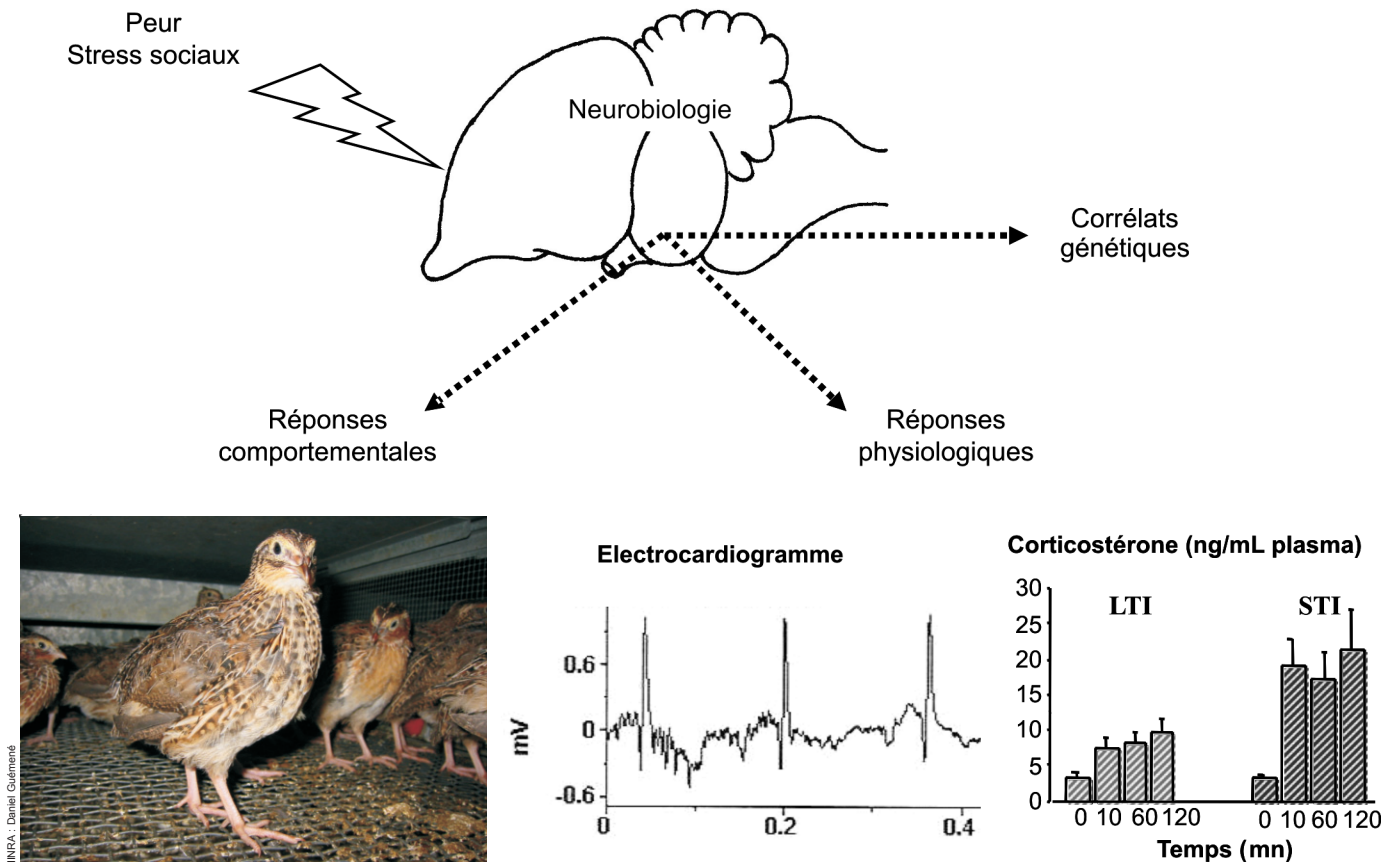 Peur
Stress sociaux
Neurobiologie
Corrélats
génétiques
Réponses
comportementales
Réponses
physiologiques
INRA : Daniel Guémené
Electrocardiogramme
mV
0.6
0
-0.6
0 0.2 0.4
Corticostérone (ng/mL plasma)
30
25
20
15
10
5
0
LTI STI
0 10 60 120 0 10 60 120
Temps (mn)